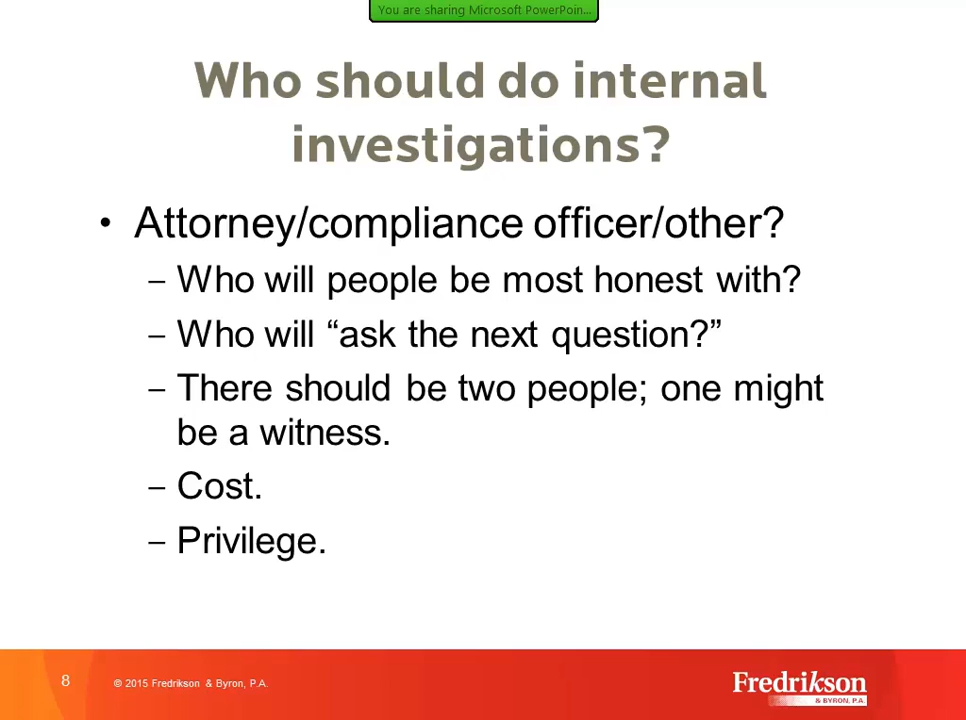 You are sharing Microsoft PowerPoin...
Who should do internal
investigations?
• Attorney/compliance officer/other?
– Who will people be most honest with?
– Who will “ask the next question?”
– There should be two people; one might
be a witness.
– Cost.
– Privilege.
8
© 2015 Fredrikson & Byron, P.A.
Fredrikson
& BYRON, P.A.